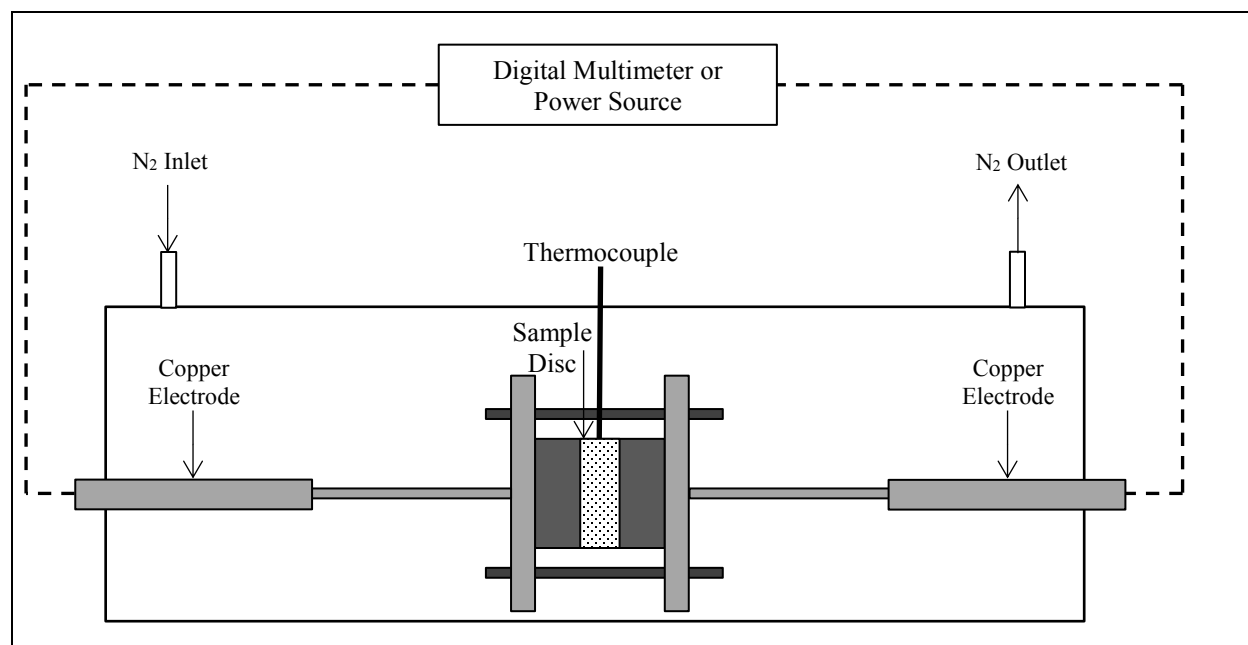 Digital Multimeter or
Power Source
N₂ Inlet
N₂ Outlet
Thermocouple
Sample
Disc
Copper
Electrode
Copper
Electrode